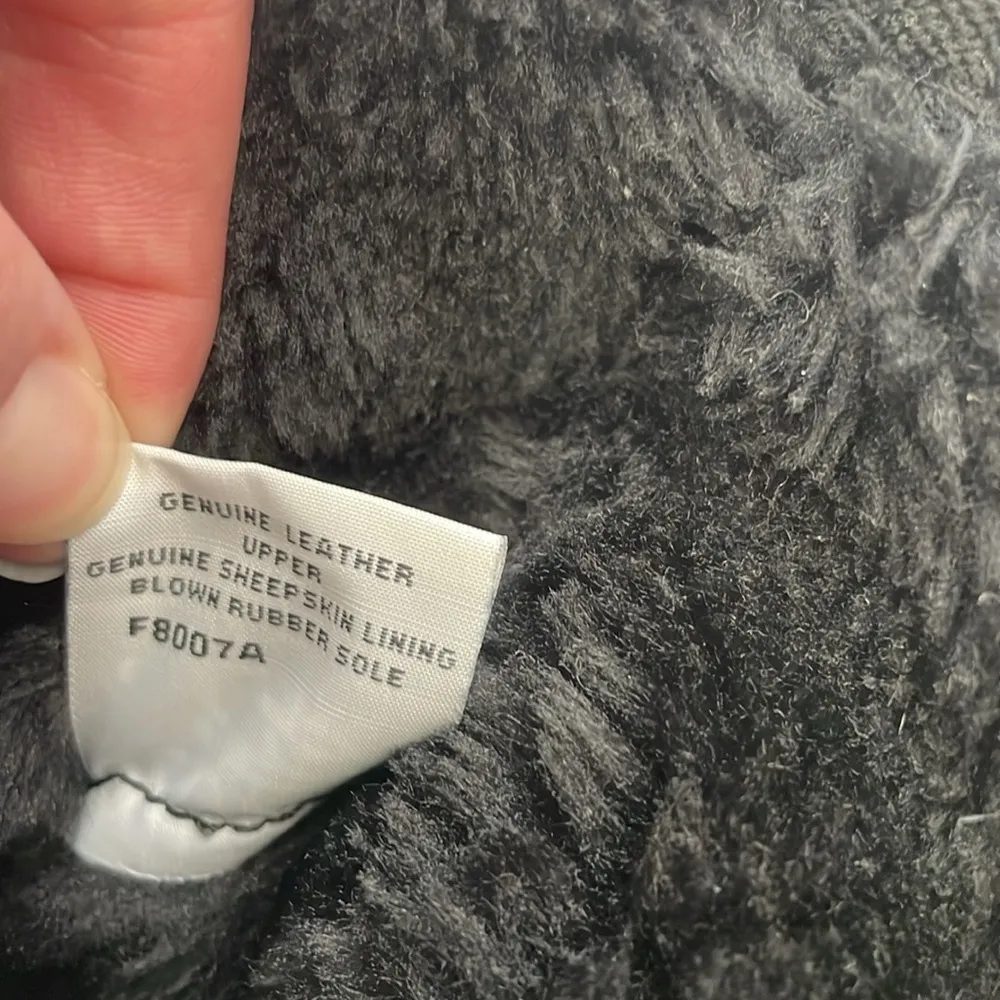 GENUINE LEATHER
UPPER
GENUINE SHEEPSKIN LINING
BLOWN RUBBER SOLE
F8007A